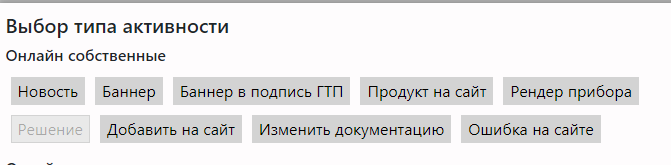 Выбор типа активности
Онлайн собственные
Новость Баннер Баннер в подпись ГТП Продукт на сайт Рендер прибора
Решение Добавить на сайт Изменить документацию Ошибка на сайте